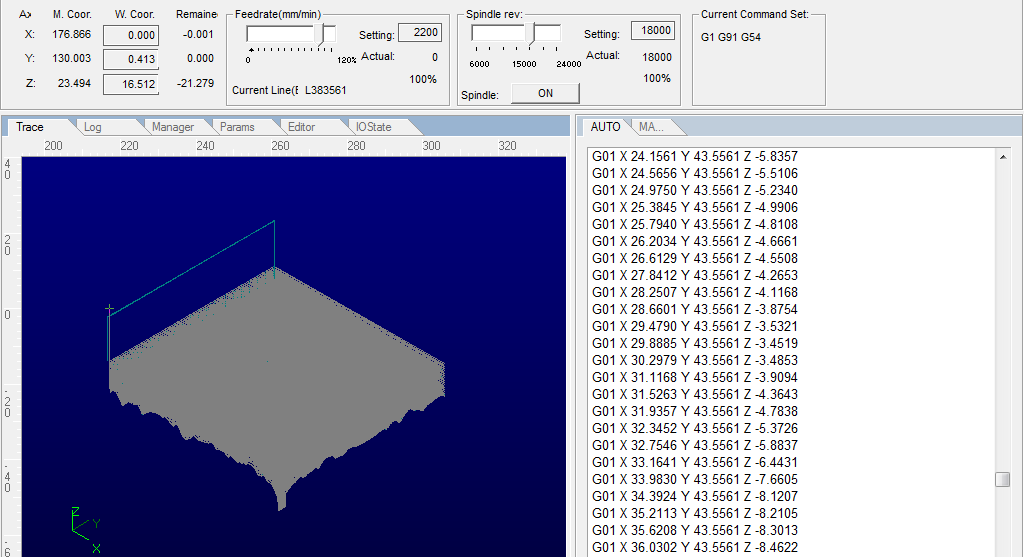 Ax M. Coor. W. Coor. Remaine
X: 176.866 0.000 -0.001
Y: 130.003 0.413 0.000
Z: 23.494 16.512 -21.279
Feedrate(mm/min)
Setting: 2200
0 120% Actual: 0
100%
Current Line(E L383561
Spindle rev:
Setting: 18000
6000 15000 24000 Actual: 18000
100%
Spindle: ON
Current Command Set:
G1 G91 G54
Trace Log Manager Params Editor IOState
200 220 240 260 280 300 320
40
20
0
-20
-40
-6
Z
Y
X
AUTO MA...
G01 X 24.1561 Y 43.5561 Z -5.8357
G01 X 24.5656 Y 43.5561 Z -5.5106
G01 X 24.9750 Y 43.5561 Z -5.2340
G01 X 25.3845 Y 43.5561 Z -4.9906
G01 X 25.7940 Y 43.5561 Z -4.8108
G01 X 26.2034 Y 43.5561 Z -4.6661
G01 X 26.6129 Y 43.5561 Z -4.5508
G01 X 27.8412 Y 43.5561 Z -4.2653
G01 X 28.2507 Y 43.5561 Z -4.1168
G01 X 28.6601 Y 43.5561 Z -3.8754
G01 X 29.4790 Y 43.5561 Z -3.5321
G01 X 29.8885 Y 43.5561 Z -3.4519
G01 X 30.2979 Y 43.5561 Z -3.4853
G01 X 31.1168 Y 43.5561 Z -3.9094
G01 X 31.5263 Y 43.5561 Z -4.3643
G01 X 31.9357 Y 43.5561 Z -4.7838
G01 X 32.3452 Y 43.5561 Z -5.3726
G01 X 32.7546 Y 43.5561 Z -5.8837
G01 X 33.1641 Y 43.5561 Z -6.4431
G01 X 33.9830 Y 43.5561 Z -7.6605
G01 X 34.3924 Y 43.5561 Z -8.1207
G01 X 35.2113 Y 43.5561 Z -8.2105
G01 X 35.6208 Y 43.5561 Z -8.3013
G01 X 36.0302 Y 43.5561 Z -8.4622